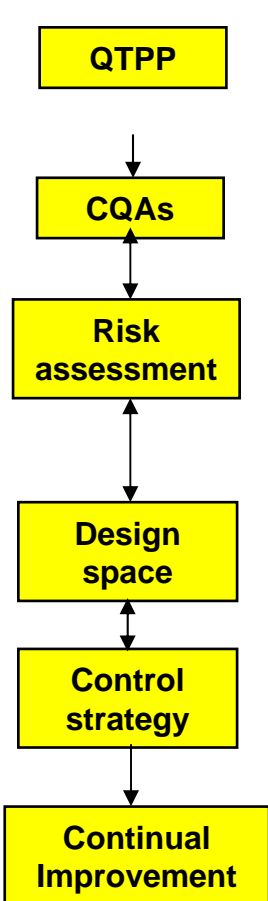 QTPP
CQAs
Risk
assessment
Design
space
Control
strategy
Continual
Improvement